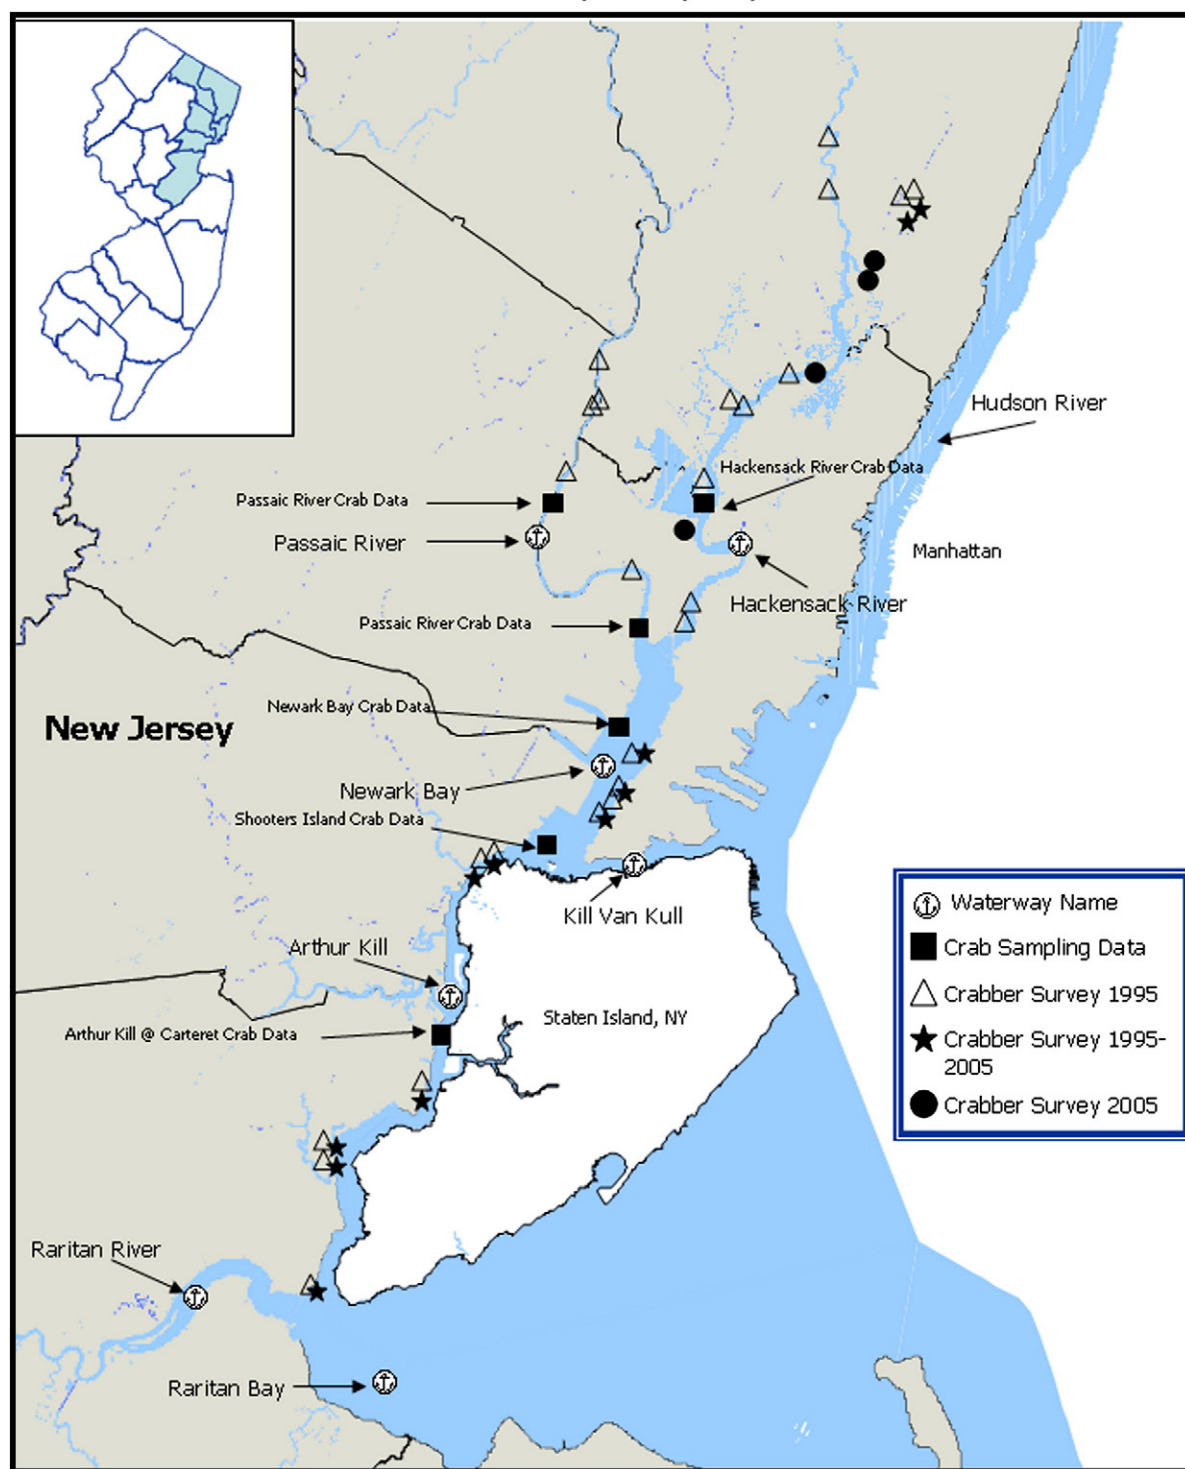 Hudson River
Hackensack River Crab Data
Passaic River Crab Data
Passaic River
Manhattan
Hackensack River
Passaic River Crab Data
Newark Bay Crab Data
New Jersey
Newark Bay
Shooters Island Crab Data
Kill Van Kull
Waterway Name
Arthur Kill
Crab Sampling Data
Crabber Survey 1995
Staten Island, NY
Arthur Kill @ Carteret Crab Data
Crabber Survey 1995-
2005
Crabber Survey 2005
Raritan River
Raritan Bay